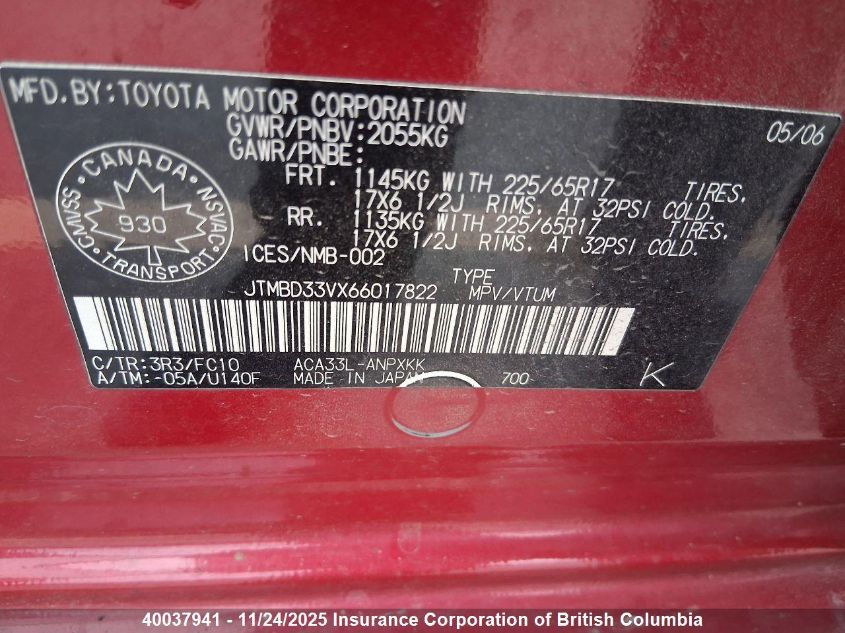 MFD.BY:TOYOTA MOTOR CORPORATION 05/06
GVWR/PNBV:2055KG
GAWR/PNBE:
FRT. 1145KG WITH 225/65R17 TIRES,
17X6 1/2J RIMS, AT 32PSI COLD.
RR. 1135KG WITH 225/65R17 TIRES,
17X6 1/2J RIMS, AT 32PSI COLD.
CANADA
CMVSS 930 NSVAC
TRANSPORT
ICES/NMB-002
TYPE
JTMBD33VX66017822 MPV/VTUM
C/TR:3R3/FC10 ACA33L-ANPXKK
A/TM:-05A/U140F MADE IN JAPAN 700 K
40037941 - 11/24/2025 Insurance Corporation of British Columbia